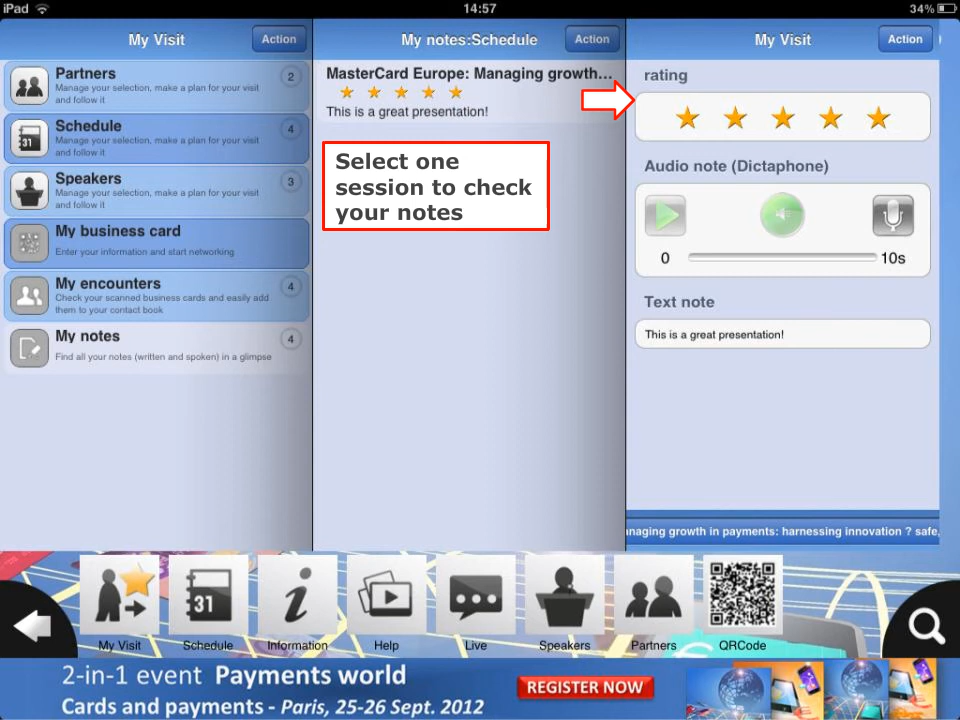 iPad
14:57
34%
My Visit
Action
Partners
2
Manage your selection, make a plan for your visit
and follow it
Schedule
4
Manage your selection, make a plan for your visit
and follow it
Speakers
3
Manage your selection, make a plan for your visit
and follow it
My business card
Enter your information and start networking
My encounters
4
Check your scanned business cards and easily add
them to your contact book
My notes
4
Find all your notes (written and spoken) in a glimpse
31
My notes:Schedule
Action
MasterCard Europe: Managing growth...
This is a great presentation!
Select one
session to check
your notes
My Visit
Action
rating
Audio note (Dictaphone)
0
10s
Text note
This is a great presentation!
naging growth in payments: harnessing innovation ? safe,
31
My Visit
Schedule
Information
Help
Live
Speakers
Partners
QRCode
2-in-1 event Payments world
Cards and payments - Paris, 25-26 Sept. 2012
REGISTER NOW